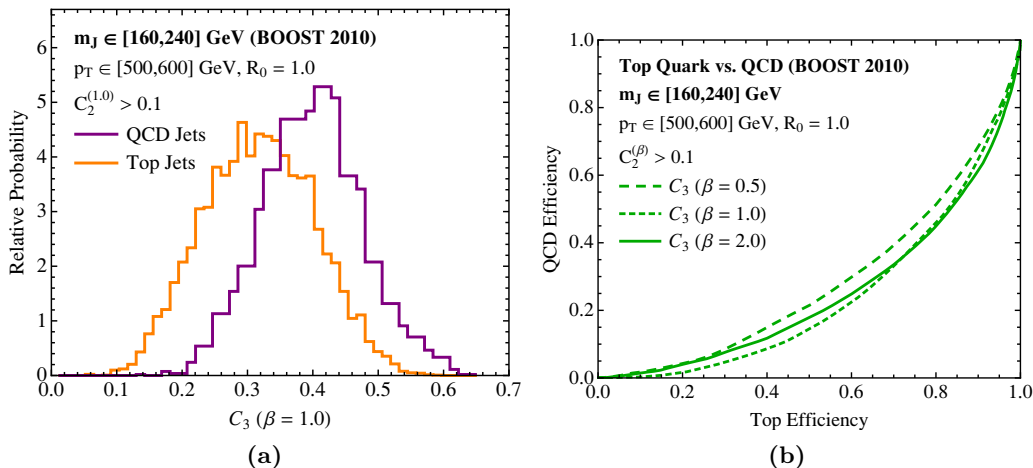 m_J ∈ [160,240] GeV (BOOST 2010)
p_T ∈ [500,600] GeV, R_0 = 1.0
C_2^(1.0) > 0.1
QCD Jets
Top Jets
Relative Probability
6
5
4
3
2
1
0
0.0
0.1
0.2
0.3
0.4
0.5
0.6
0.7
C_3 (β = 1.0)
(a)
Top Quark vs. QCD (BOOST 2010)
m_J ∈ [160,240] GeV
p_T ∈ [500,600] GeV, R_0 = 1.0
C_2^(β) > 0.1
C_3 (β = 0.5)
C_3 (β = 1.0)
C_3 (β = 2.0)
QCD Efficiency
1.0
0.8
0.6
0.4
0.2
0.0
0.0
0.2
0.4
0.6
0.8
1.0
Top Efficiency
(b)